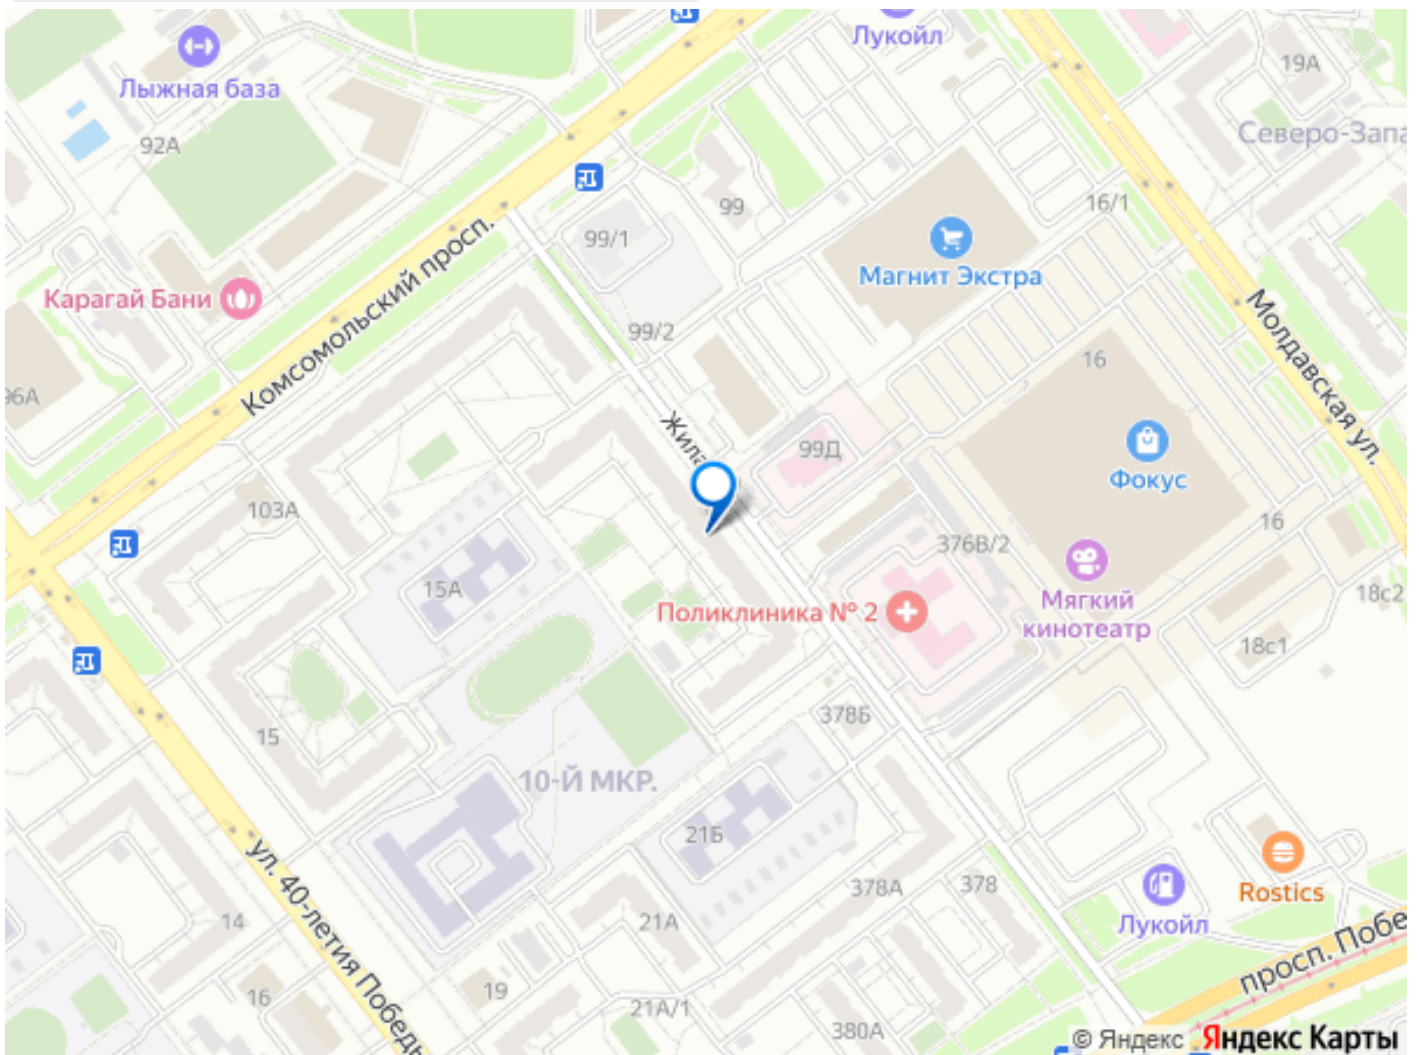 Лукойл
Лыжная база
19А
92А
Северо-Запа
99
16/1
99/1
Комсомольский просп.
Магнит Экстра
Карагай Бани
99/2
Молдавская ул.
16
96А
Жила
99Д
Фокус
103А
16
376В/2
15А
Мягкий
кинотеатр
18с2
Поликлиника № 2
18с1
378Б
15
10-Й МКР.
21Б
ул. 40-летия Победы
378А
378
Rostics
14
21А
Лукойл
просп. Побе
16
19
21А/1
380А
© Яндекс Яндекс Карты